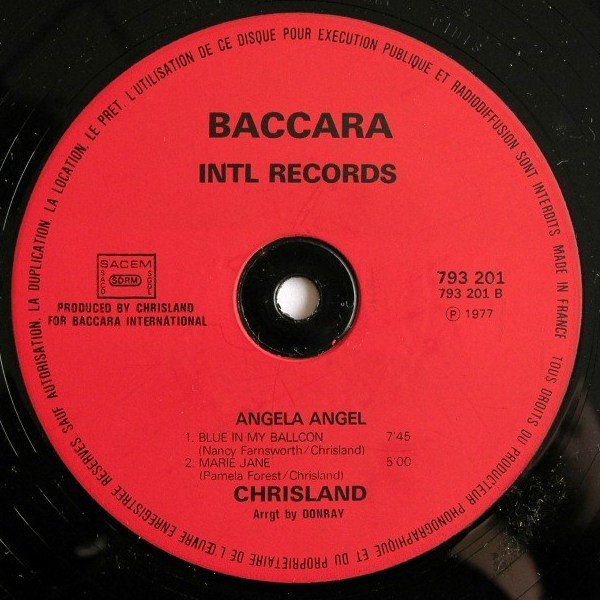 TOUS DROITS DU PRODUCTEUR PHONOGRAPHIQUE ET DU PROPRIETAIRE DE L'ŒUVRE ENREGISTREE RESERVES. SAUF AUTORISATION. LA DUPLICATION. LA LOCATION. LE PRET. L'UTILISATION DE CE DISQUE POUR EXECUTION PUBLIQUE ET RADIODIFFUSION SONT INTERDITS MADE IN FRANCE
BACCARA
INTL RECORDS
SACEM
SACD SDRM SCDL
PRODUCED BY CHRISLAND
FOR BACCARA INTERNATIONAL
793 201
793 201 B
Ⓟ 1977
ANGELA ANGEL
1. BLUE IN MY BALLCON 7'45
(Nancy Farnsworth/Chrisland)
2. MARIE JANE 5'00
(Pamela Forest/Chrisland)
CHRISLAND
Arrgt by DONRAY